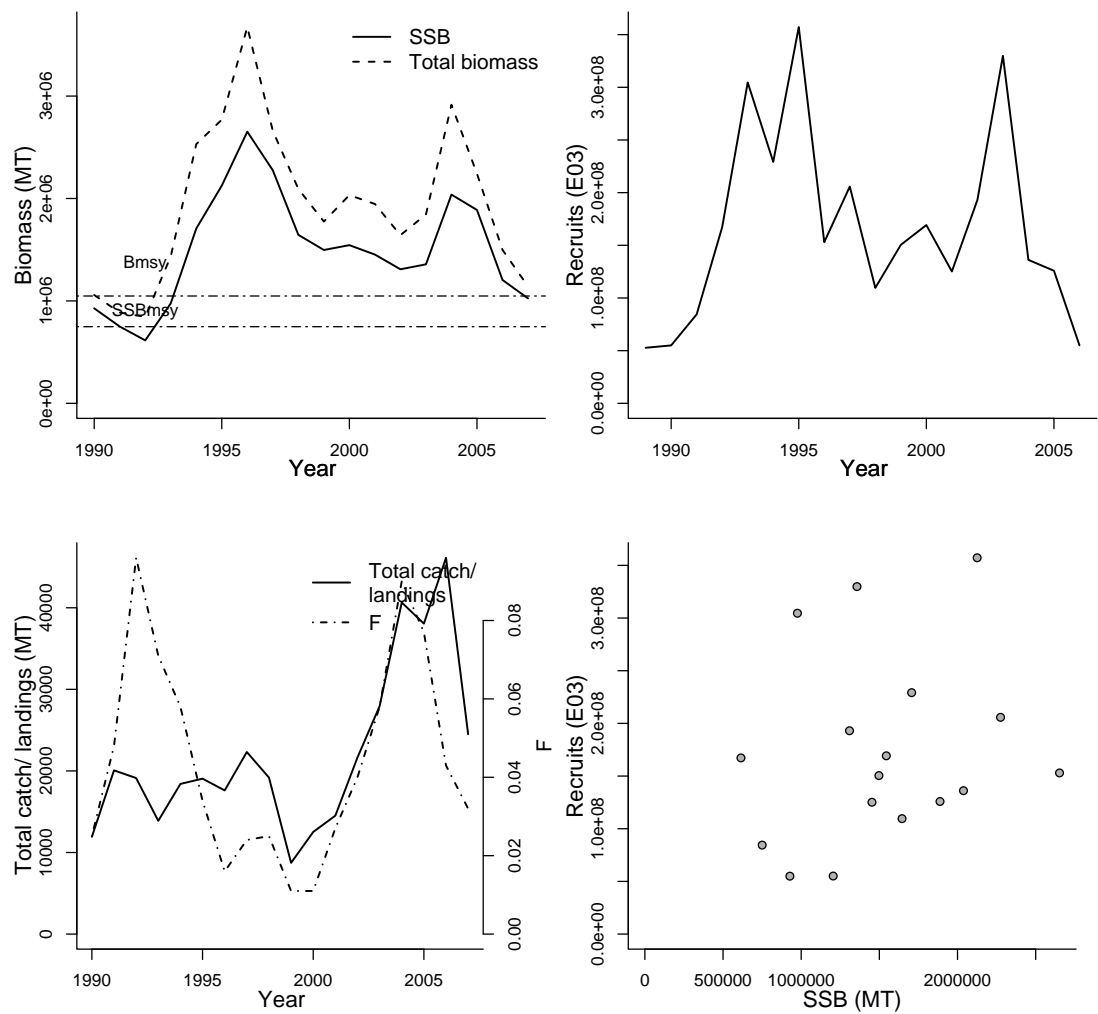 SSB
Total biomass
Biomass (MT)
0e+00
1e+06
2e+06
3e+06
Bmsy
SSBmsy
1990
1995
2000
2005
Year
Recruits (E03)
0.0e+00
1.0e+08
2.0e+08
3.0e+08
1990
1995
2000
2005
Year
Total catch/
landings
F
Total catch/ landings (MT)
0
10000
20000
30000
40000
F
0.00
0.02
0.04
0.06
0.08
1990
1995
2000
2005
Year
Recruits (E03)
0.0e+00
1.0e+08
2.0e+08
3.0e+08
0
500000
1000000
2000000
SSB (MT)